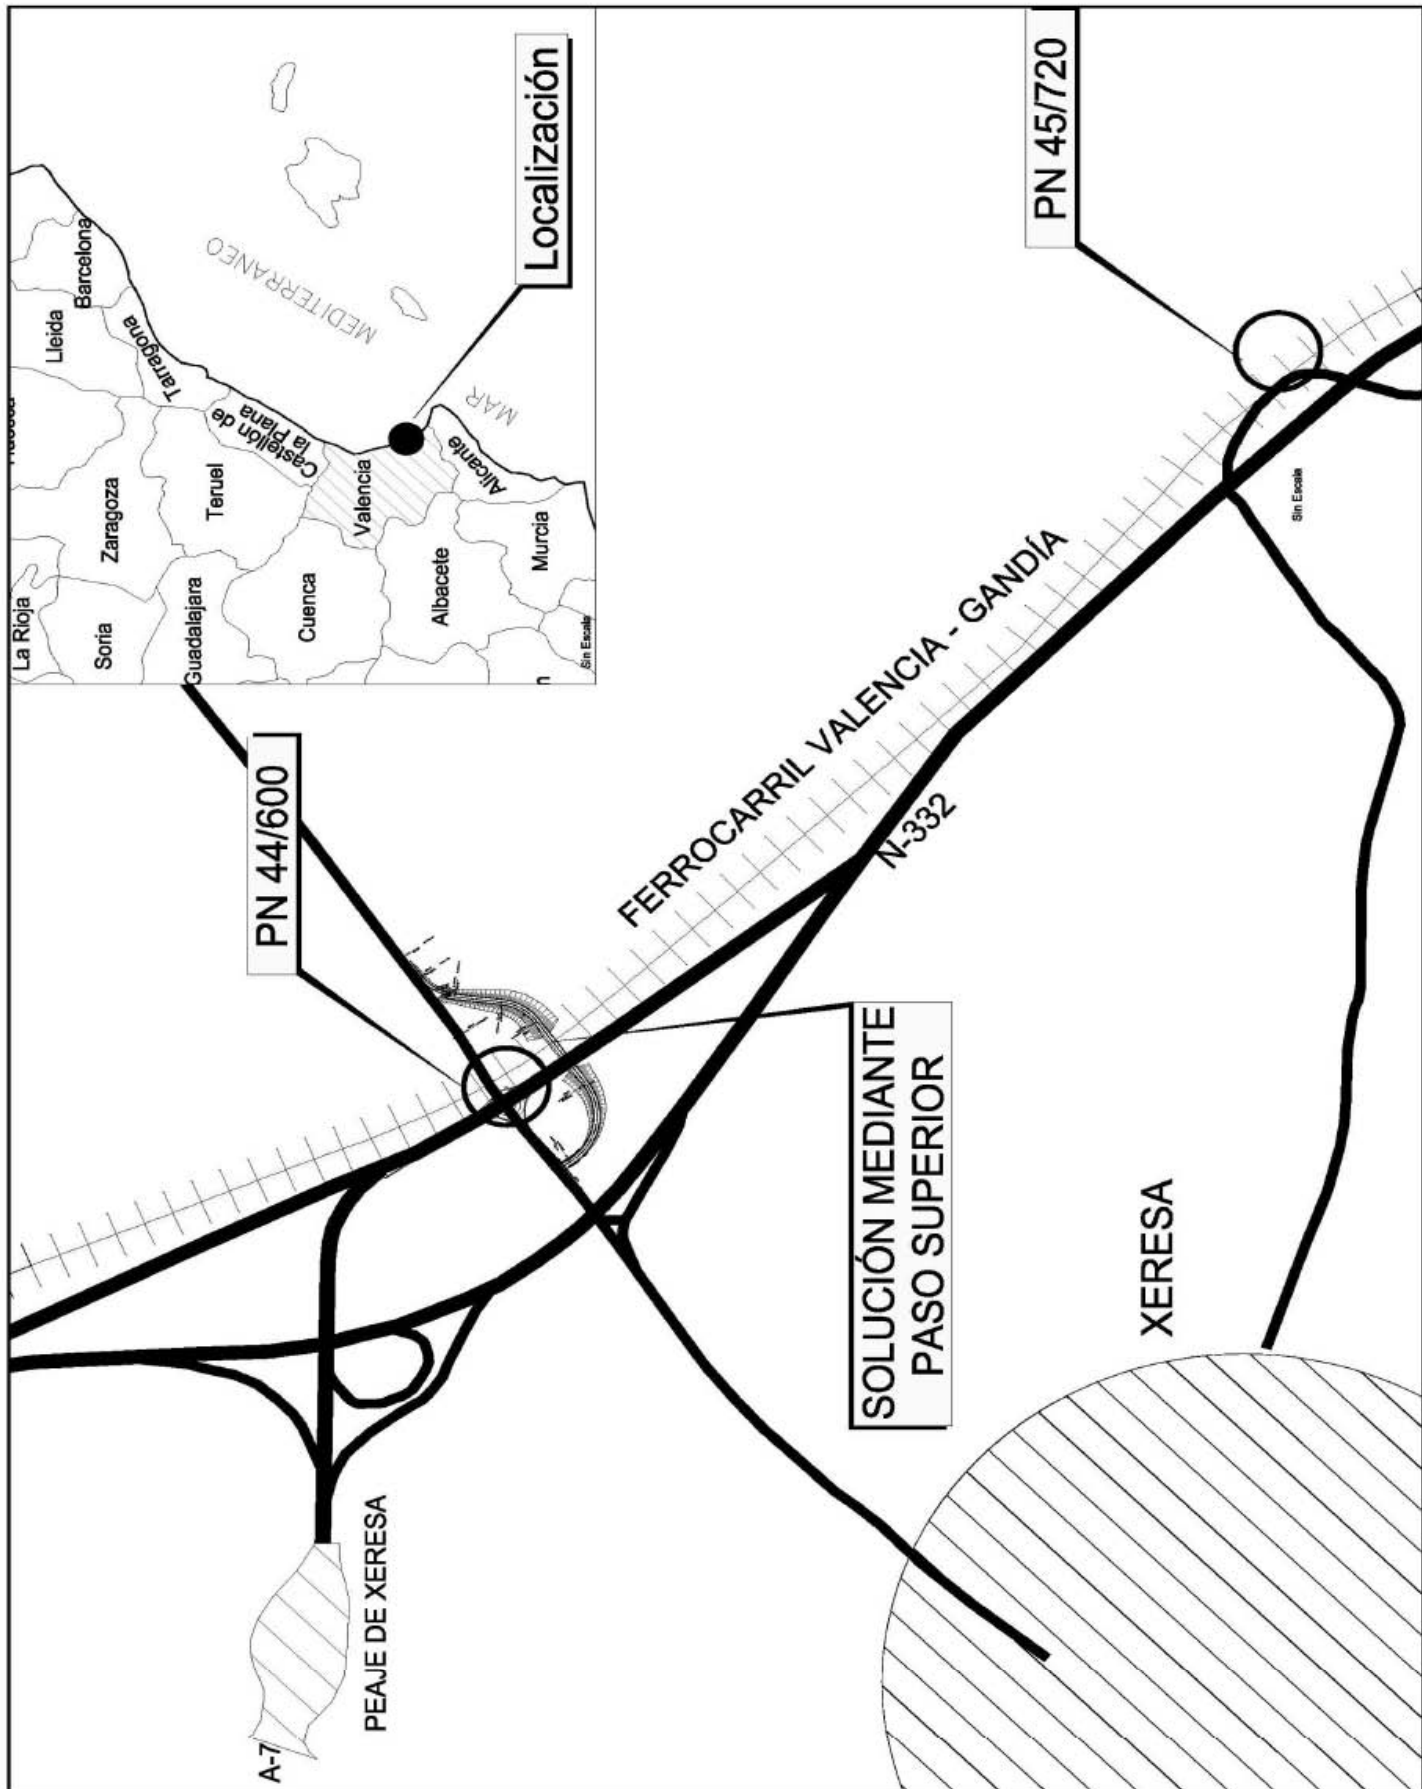 La Rioja
Soria
Zaragoza
Lleida
Barcelona
Tarragona
Guadalajara
Teruel
Castellón de
la Plana
Cuenca
Valencia
Albacete
Alicante
Murcia
n
Sin Escala
MAR
MEDITERRANEO
Localización
PN 44/600
PN 45/720
FERROCARRIL VALENCIA - GANDÍA
N-332
Sin Escala
SOLUCIÓN MEDIANTE
PASO SUPERIOR
XERESA
PEAJE DE XERESA
A-7